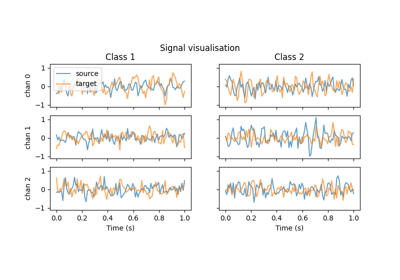 Signal visualisation
Class 1
Class 2
source
target
chan 0
1
0
−1
chan 1
1
0
−1
chan 2
1
0
−1
0.0 0.2 0.4 0.6 0.8 1.0
0.0 0.2 0.4 0.6 0.8 1.0
Time (s)
Time (s)